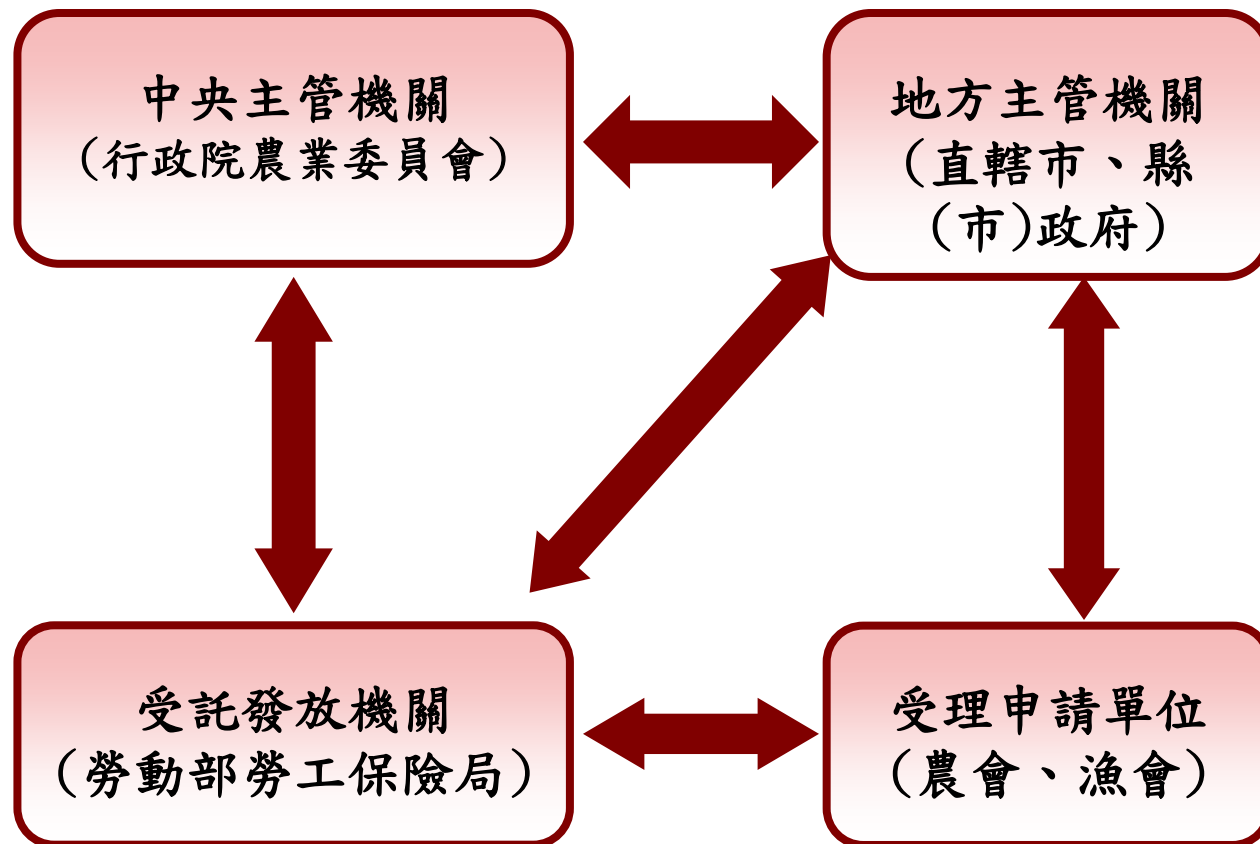 中央主管機關
(行政院農業委員會)
地方主管機關
(直轄市、縣
(市)政府)
受託發放機關
(勞動部勞工保險局)
受理申請單位
(農會、漁會)